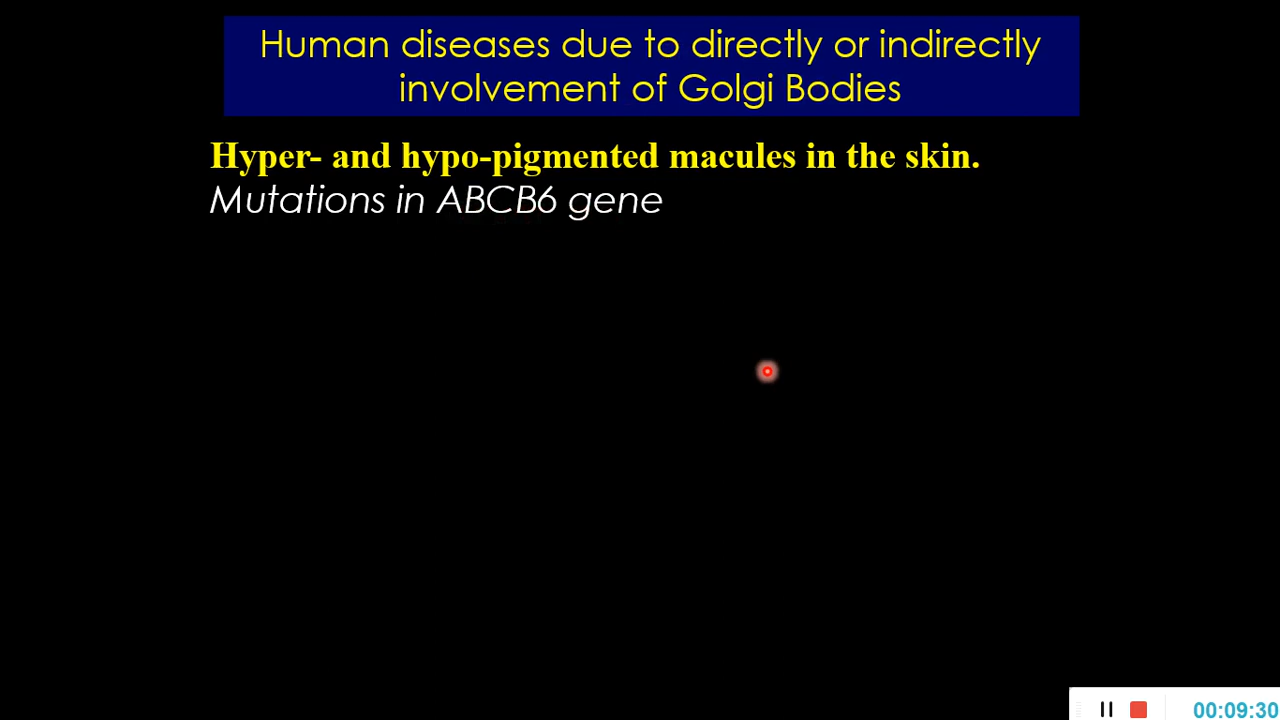 Human diseases due to directly or indirectly
involvement of Golgi Bodies
Hyper- and hypo-pigmented macules in the skin.
Mutations in ABCB6 gene
00:09:30